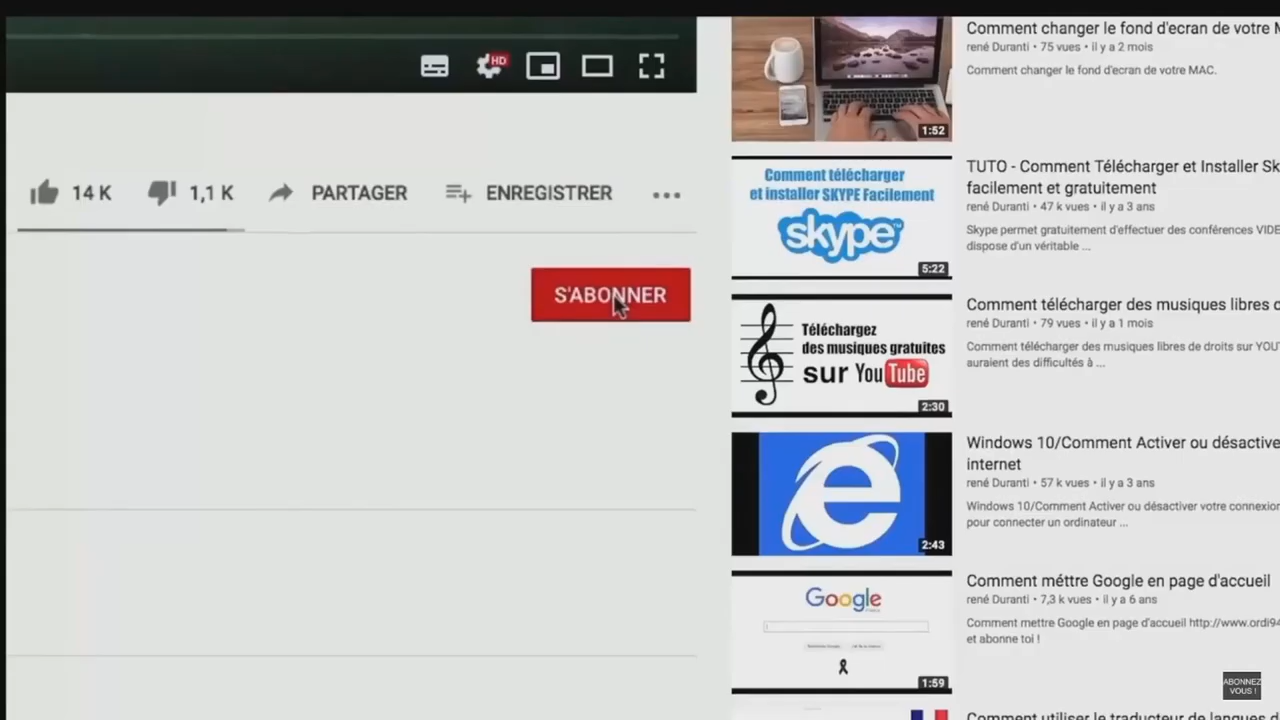 HD
14 K
1,1 K
PARTAGER
ENREGISTRER
S'ABONNER
1:52
Comment changer le fond d'ecran de votre M
rené Duranti • 75 vues • il y a 2 mois
Comment changer le fond d'ecran de votre MAC.
Comment télécharger
et installer SKYPE Facilement
skype
5:22
TUTO - Comment Télécharger et Installer Sk
facilement et gratuitement
rené Duranti • 47 k vues • il y a 3 ans
Skype permet gratuitement d'effectuer des conférences VIDE
dispose d'un véritable ...
Téléchargez
des musiques gratuites
sur YouTube
2:30
Comment télécharger des musiques libres d
rené Duranti • 79 vues • il y a 1 mois
Comment télécharger des musiques libres de droits sur YOU
auraient des difficultés à ...
2:43
Windows 10/Comment Activer ou désactive
internet
rené Duranti • 57 k vues • il y a 3 ans
Windows 10/Comment Activer ou désactiver votre connexion
pour connecter un ordinateur ...
Google
1:59
Comment méttre Google en page d'accueil
rené Duranti • 7,3 k vues • il y a 6 ans
Comment mettre Google en page d'accueil http://www.ordi94
et abonne toi !
ABONNEZ
VOUS !
Comment utiliser le traducteur de langues d